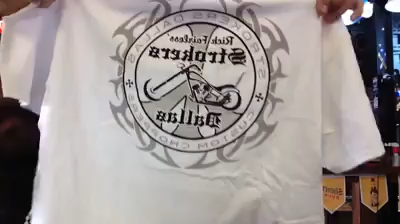 STROKERS DALLAS
Rick Fairless
Strokers
Dallas
CUSTOM CHOPPERS